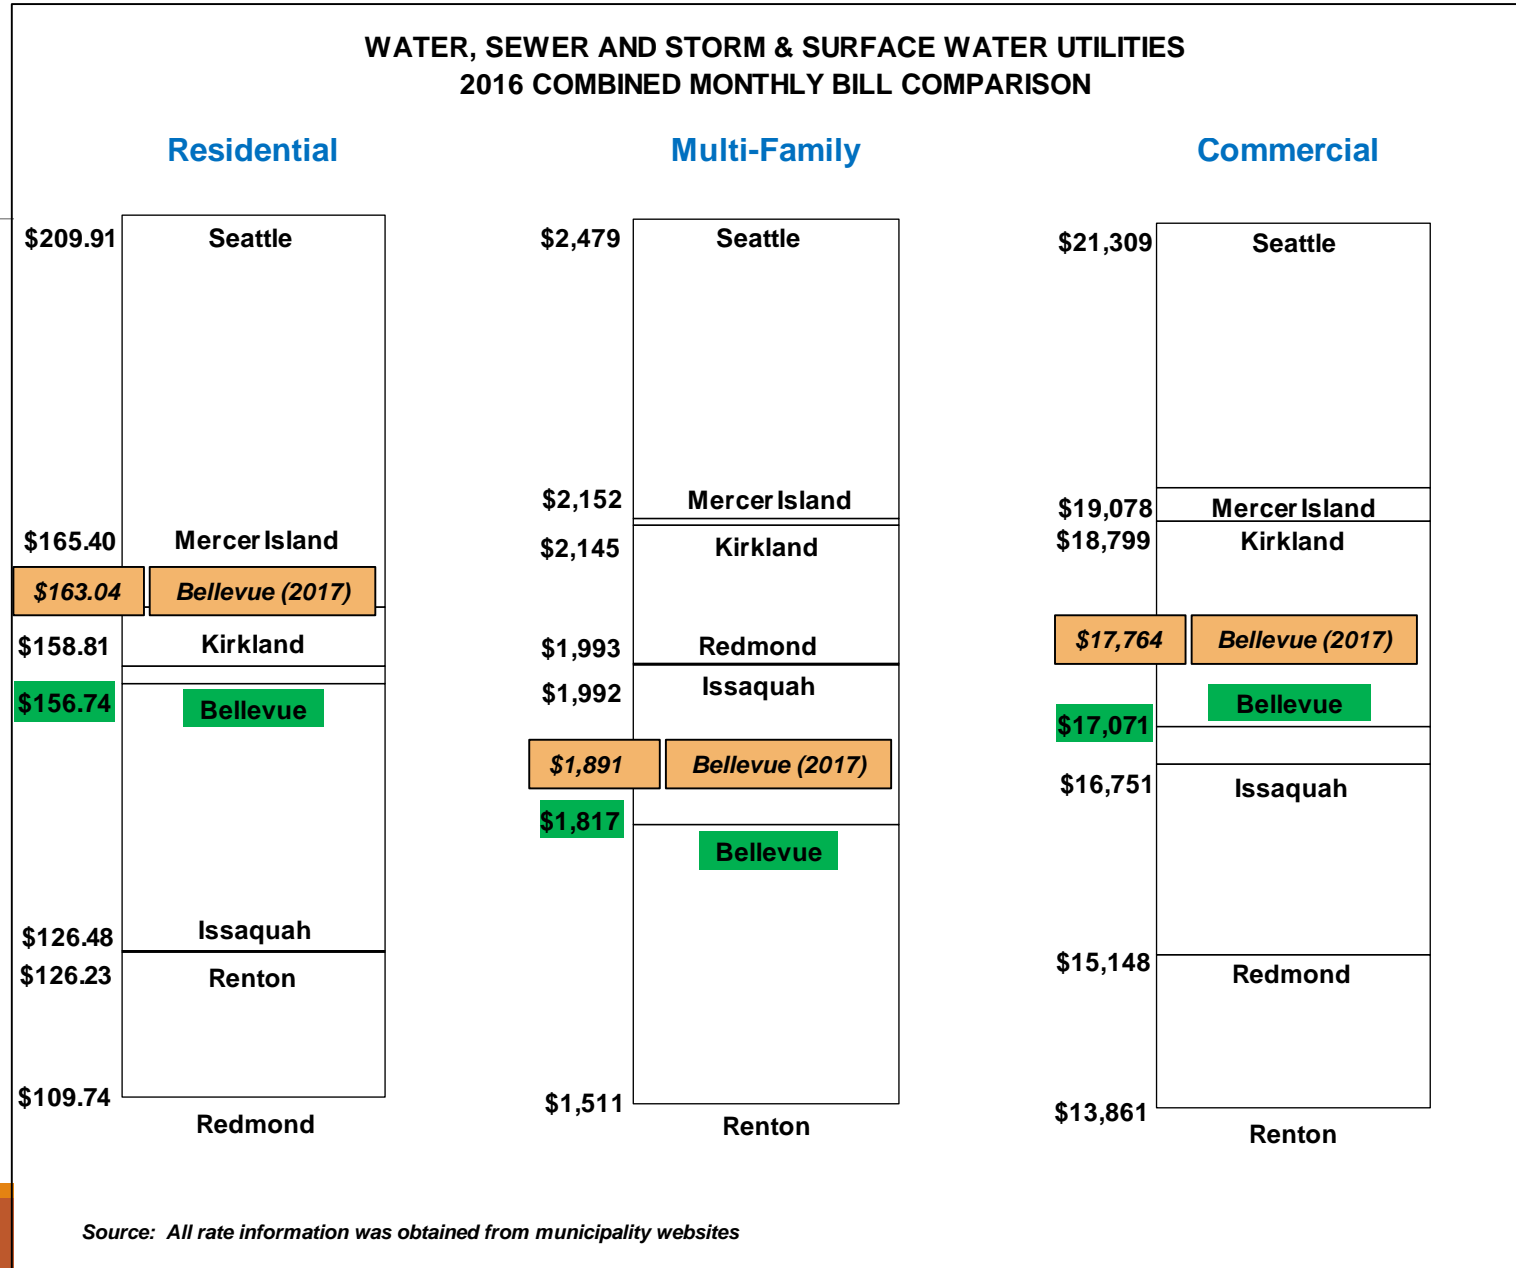 WATER, SEWER AND STORM & SURFACE WATER UTILITIES
2016 COMBINED MONTHLY BILL COMPARISON
Residential
$209.91 Seattle
$165.40 Mercer Island
$163.04 Bellevue (2017)
$158.81 Kirkland
$156.74 Bellevue
$126.48 Issaquah
$126.23 Renton
$109.74
Redmond
Multi-Family
$2,479 Seattle
$2,152 Mercer Island
$2,145 Kirkland
$1,993 Redmond
$1,992 Issaquah
$1,891 Bellevue (2017)
$1,817
Bellevue
$1,511
Renton
Commercial
$21,309 Seattle
$19,078 Mercer Island
$18,799 Kirkland
$17,764 Bellevue (2017)
$17,071 Bellevue
$16,751 Issaquah
$15,148 Redmond
$13,861
Renton
Source: All rate information was obtained from municipality websites